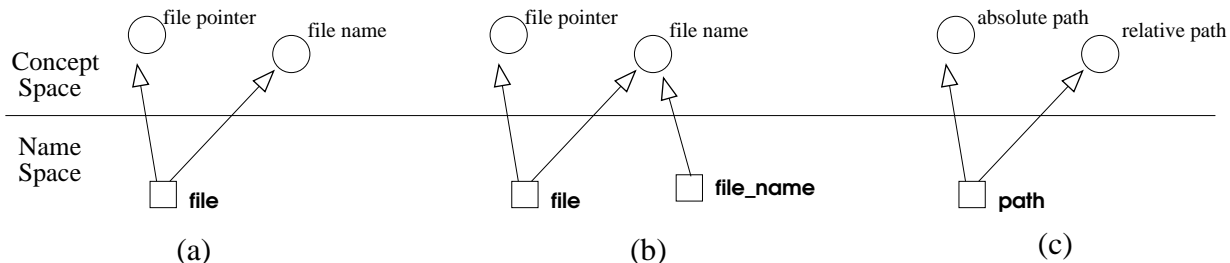 file pointer
file name
Concept
Space
Name
Space
file
(a)
file pointer
file name
file
file_name
(b)
absolute path
relative path
path
(c)